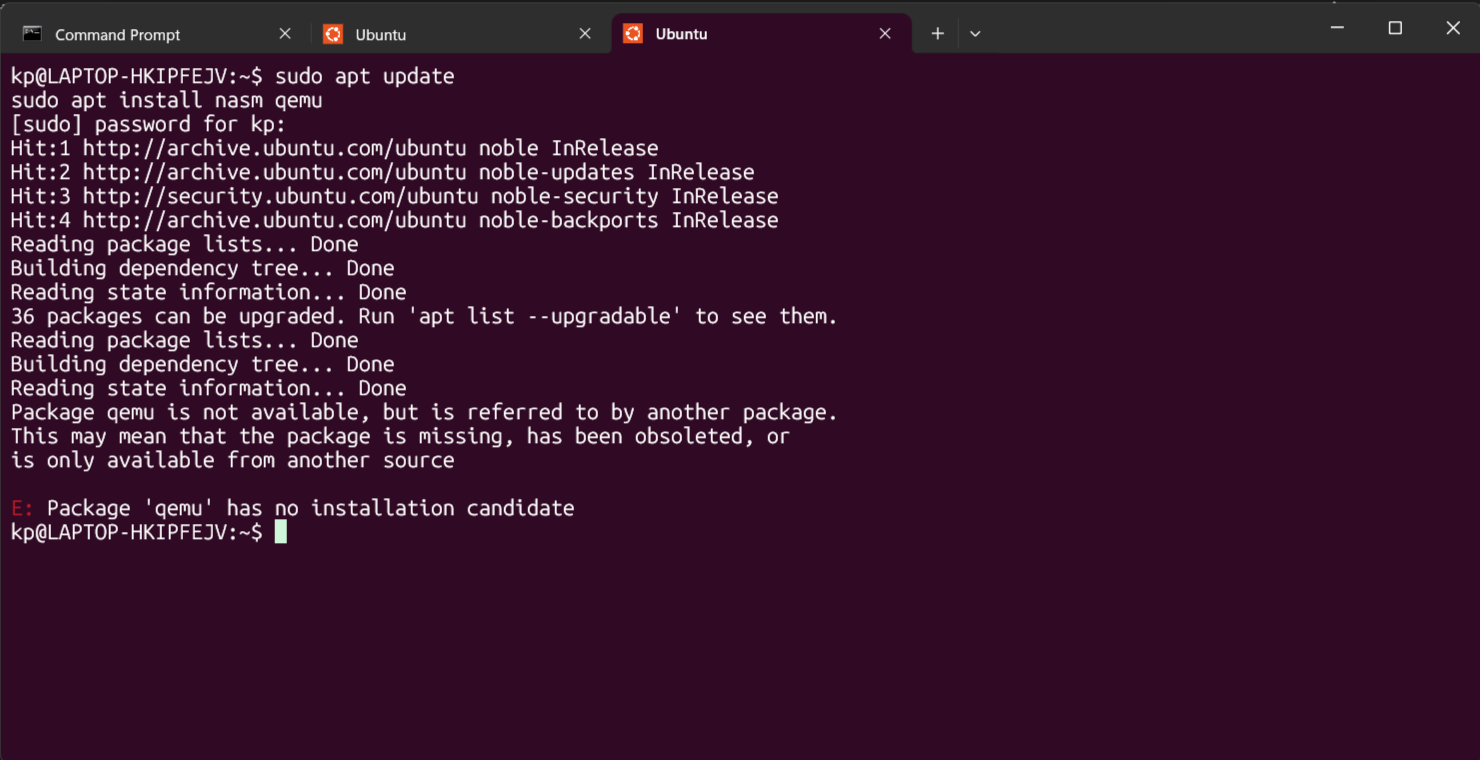 Command Prompt
Ubuntu
Ubuntu
kp@LAPTOP-HKIPFEJV:~$ sudo apt update
sudo apt install nasm qemu
[sudo] password for kp:
Hit:1 http://archive.ubuntu.com/ubuntu noble InRelease
Hit:2 http://archive.ubuntu.com/ubuntu noble-updates InRelease
Hit:3 http://security.ubuntu.com/ubuntu noble-security InRelease
Hit:4 http://archive.ubuntu.com/ubuntu noble-backports InRelease
Reading package lists... Done
Building dependency tree... Done
Reading state information... Done
36 packages can be upgraded. Run 'apt list --upgradable' to see them.
Reading package lists... Done
Building dependency tree... Done
Reading state information... Done
Package qemu is not available, but is referred to by another package.
This may mean that the package is missing, has been obsoleted, or
is only available from another source

E: Package 'qemu' has no installation candidate
kp@LAPTOP-HKIPFEJV:~$